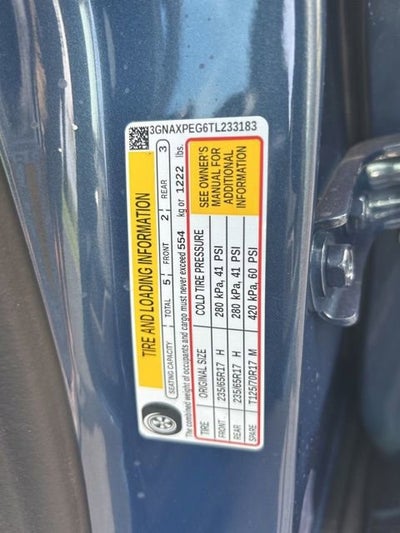 3GNAXPEG6TL233183
TIRE AND LOADING INFORMATION
SEATING CAPACITY TOTAL 5 FRONT 2 REAR 3
The combined weight of occupants and cargo must never exceed 554 kg or 1222 lbs.
TIRE ORIGINAL SIZE COLD TIRE PRESSURE
FRONT 235/65R17 H 280 kPa, 41 PSI
REAR 235/65R17 H 280 kPa, 41 PSI
SPARE T125/70R17 M 420 kPa, 60 PSI
SEE OWNER'S
MANUAL FOR
ADDITIONAL
INFORMATION